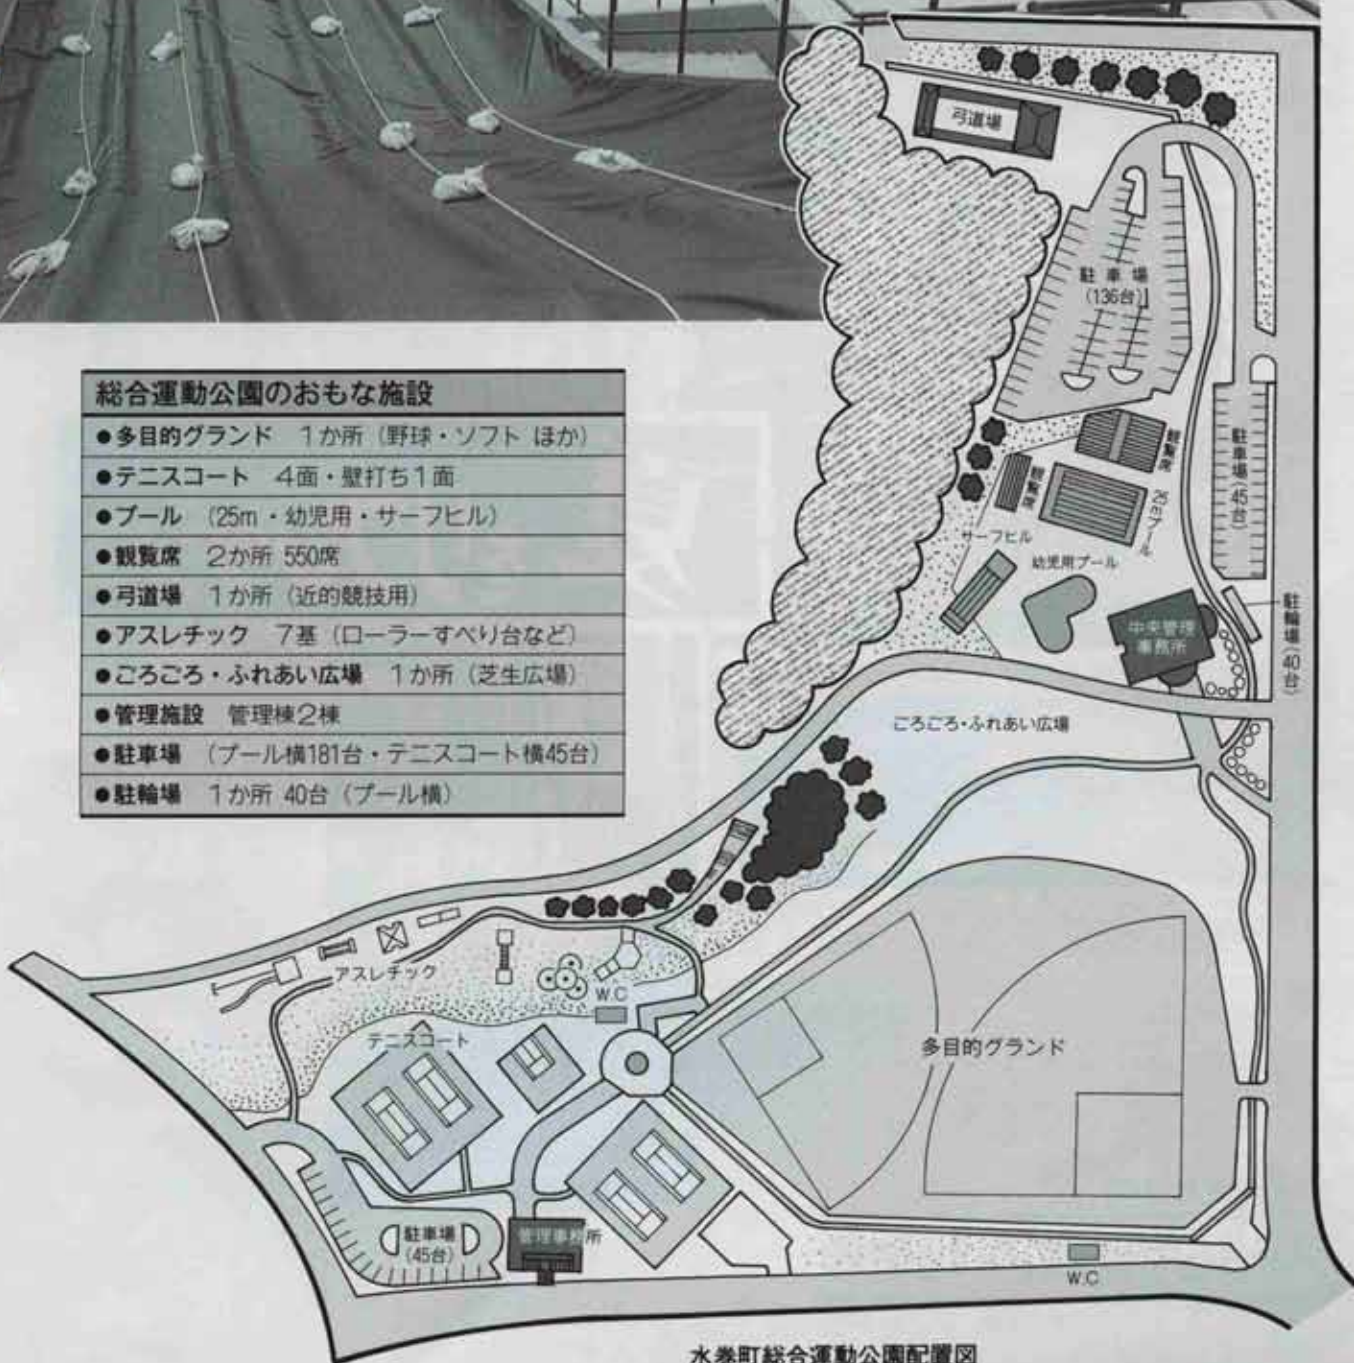 総合運動公園のおもな施設
●多目的グランド 1か所（野球・ソフト ほか）
●テニスコート 4面・壁打ち1面
●プール （25m・幼児用・サーフヒル）
●観覧席 2か所 550席
●弓道場 1か所（近的競技用）
●アスレチック 7基（ローラーすべり台など）
●ごろごろ・ふれあい広場 1か所（芝生広場）
●管理施設 管理棟2棟
●駐車場 （プール横181台・テニスコート横45台）
●駐輪場 1か所 40台（プール横）
弓道場
駐車場
（136台）
観覧席
駐車場（45台）
観覧席
25mプール
サーフヒル
幼児用プール
駐輪場（40台）
中央管理
事務所
ごろごろ・ふれあい広場
アスレチック
W.C
テニスコート
多目的グランド
駐車場
（45台）
管理事務所
W.C
水巻町総合運動公園配置図